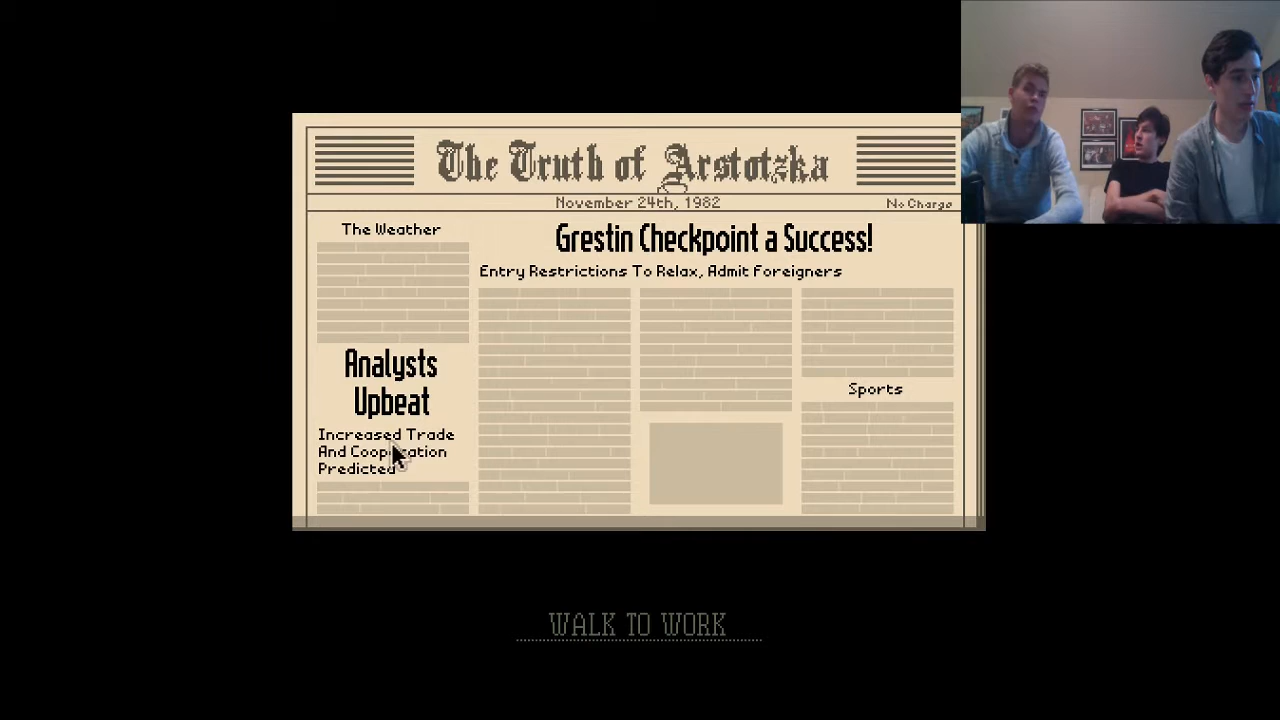 The Truth of Arstotzka
November 24th, 1982
No Charge
The Weather
Grestin Checkpoint a Success!
Entry Restrictions To Relax, Admit Foreigners
Analysts
Upbeat
Increased Trade
And Cooperation
Predicted
Sports
WALK TO WORK